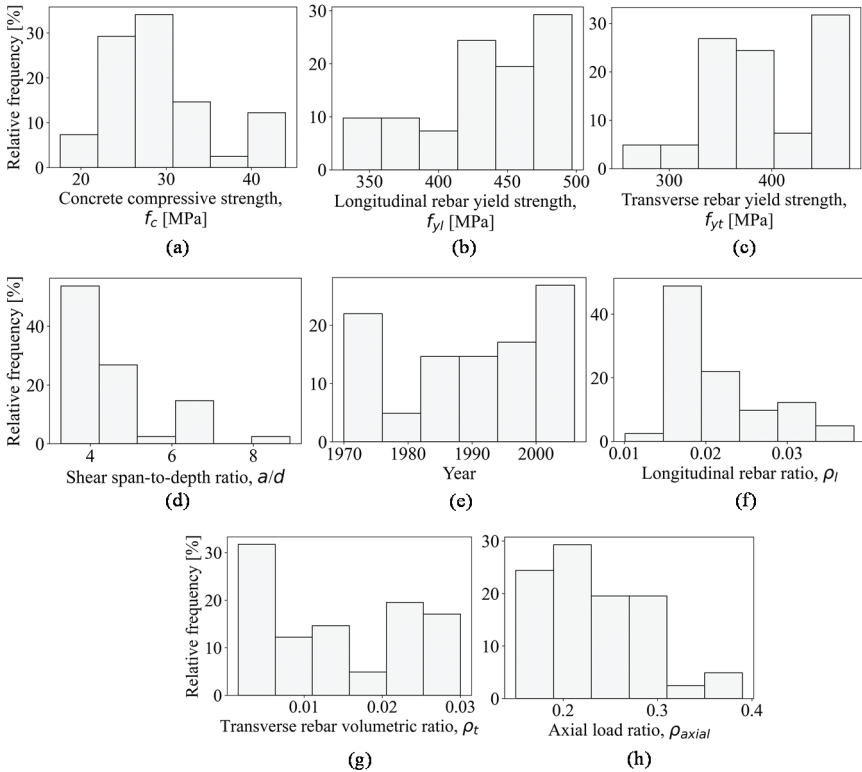 Relative frequency [%]
30
20
10
0
20
30
40
Concrete compressive strength,
f_c [MPa]
(a)
30
20
10
0
350
400
450
500
Longitudinal rebar yield strength,
f_yl [MPa]
(b)
30
20
10
0
300
400
Transverse rebar yield strength,
f_yt [MPa]
(c)
Relative frequency [%]
40
20
0
4
6
8
Shear span-to-depth ratio, a/d
(d)
20
10
0
1970
1980
1990
2000
Year
(e)
40
20
0
0.01
0.02
0.03
Longitudinal rebar ratio, ρ_l
(f)
Relative frequency [%]
30
20
10
0
0.01
0.02
0.03
Transverse rebar volumetric ratio, ρ_t
(g)
30
20
10
0
0.2
0.3
0.4
Axial load ratio, ρ_axial
(h)